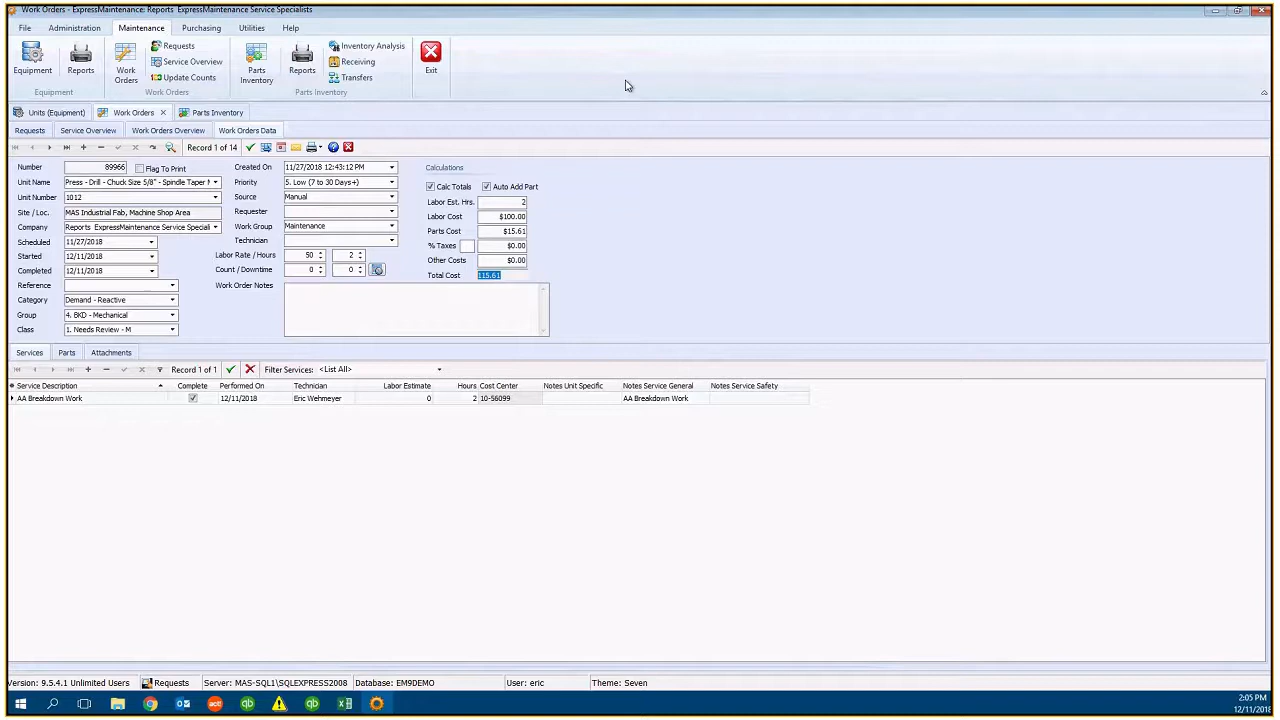 Work Orders - ExpressMaintenance: Reports ExpressMaintenance Service Specialists
File Administration Maintenance Purchasing Utilities Help
Equipment Reports Work Orders Requests Service Overview Update Counts Parts Inventory Reports Inventory Analysis Receiving Transfers Exit
Equipment Work Orders Parts Inventory
Units (Equipment) Work Orders Parts Inventory
Requests Service Overview Work Orders Overview Work Orders Data
Record 1 of 14
Number 89966 Flag To Print Created On 11/27/2018 12:43:12 PM Calculations
Unit Name Press - Drill - Chuck Size 5/8" - Spindle Taper Priority 5. Low (7 to 30 Days+) Calc Totals Auto Add Part
Unit Number 1012 Source Manual Labor Est. Hrs. 2
Site / Loc. MAS Industrial Fab, Machine Shop Area Requester Labor Cost $100.00
Company Reports ExpressMaintenance Service Speciali Work Group Maintenance Parts Cost $15.61
Scheduled 11/27/2018 Technician % Taxes $0.00
Started 12/11/2018 Labor Rate / Hours 50 2 Other Costs $0.00
Completed 12/11/2018 Count / Downtime 0 0 Total Cost 115.61
Reference Work Order Notes
Category Demand - Reactive
Group 4. BKD - Mechanical
Class 1. Needs Review - M
Services Parts Attachments
Record 1 of 1 Filter Services: <List All>
Service Description Complete Performed On Technician Labor Estimate Hours Cost Center Notes Unit Specific Notes Service General Notes Service Safety
AA Breakdown Work 12/11/2018 Eric Wehmeyer 0 2 10-56099 AA Breakdown Work
Version: 9.5.4.1 Unlimited Users Requests Server: MAS-SQL1\SQLEXPRESS2008 Database: EM9DEMO User: eric Theme: Seven
act! qb qb
2:05 PM
12/11/2018